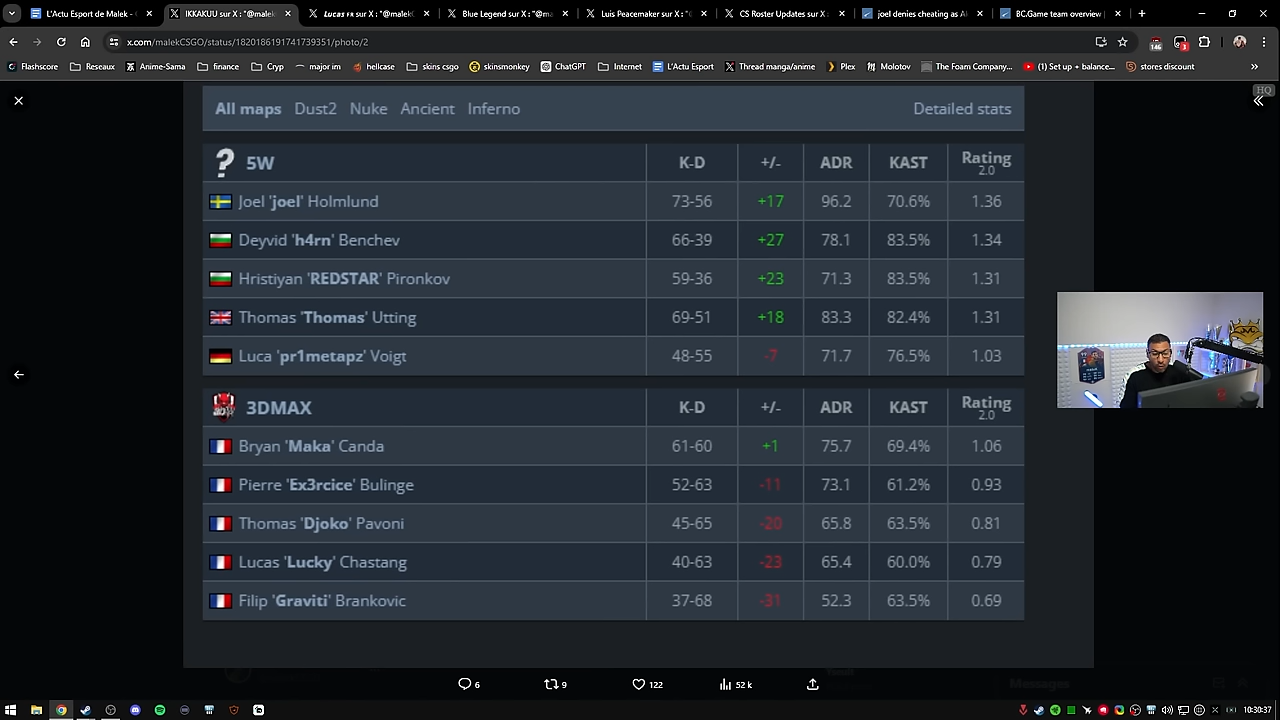 L'Actu Esport de Malek - G
IKKAKUU sur X : "@malek
Lucas FR sur X : "@malekC
Blue Legend sur X : "@ma
Luis Peacemaker sur X : "@
CS Roster Updates sur X
joel denies cheating as Al
BC.Game team overview |
x.com/malekCSGO/status/1820186191741739351/photo/2
146
3
Flashscore
Reseaux
Anime-Sama
finance
Cryp
major im
hellcase
skins csgo
skinsmonkey
ChatGPT
Internet
L'Actu Esport
Thread manga/anime
Plex
Molotov
The Foam Company...
(1) Set up + balance...
stores discount
HQ
All maps Dust2 Nuke Ancient Inferno Detailed stats
? 5W K-D +/- ADR KAST Rating 2.0
Joel 'joel' Holmlund 73-56 +17 96.2 70.6% 1.36
Deyvid 'h4rn' Benchev 66-39 +27 78.1 83.5% 1.34
Hristiyan 'REDSTAR' Pironkov 59-36 +23 71.3 83.5% 1.31
Thomas 'Thomas' Utting 69-51 +18 83.3 82.4% 1.31
Luca 'pr1metapz' Voigt 48-55 -7 71.7 76.5% 1.03
3DMAX K-D +/- ADR KAST Rating 2.0
Bryan 'Maka' Canda 61-60 +1 75.7 69.4% 1.06
Pierre 'Ex3rcice' Bulinge 52-63 -11 73.1 61.2% 0.93
Thomas 'Djoko' Pavoni 45-65 -20 65.8 63.5% 0.81
Lucas 'Lucky' Chastang 40-63 -23 65.4 60.0% 0.79
Filip 'Graviti' Brankovic 37-68 -31 52.3 63.5% 0.69
6 9 122 52 k
Messages
10:30:37